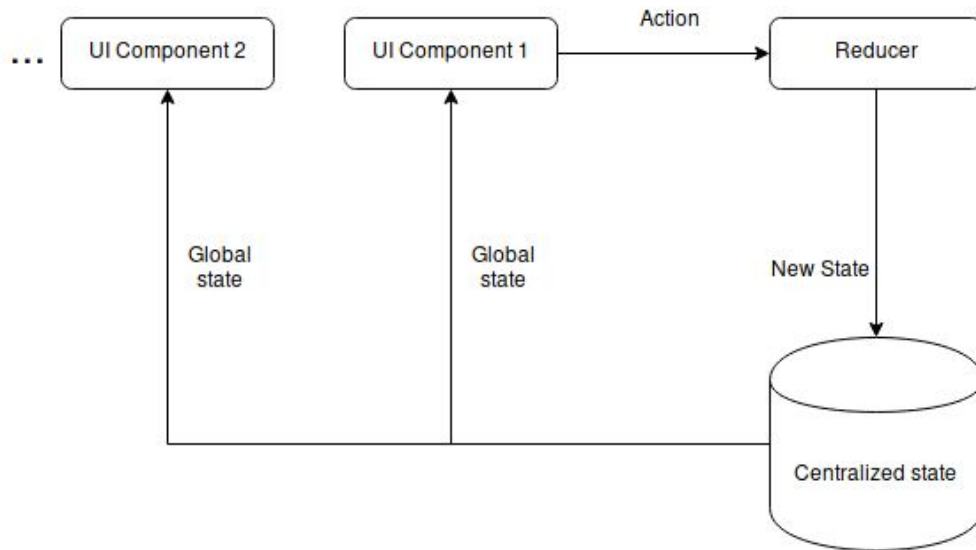 Action
...
UI Component 2
UI Component 1
Reducer
Global
state
Global
state
New State
Centralized state